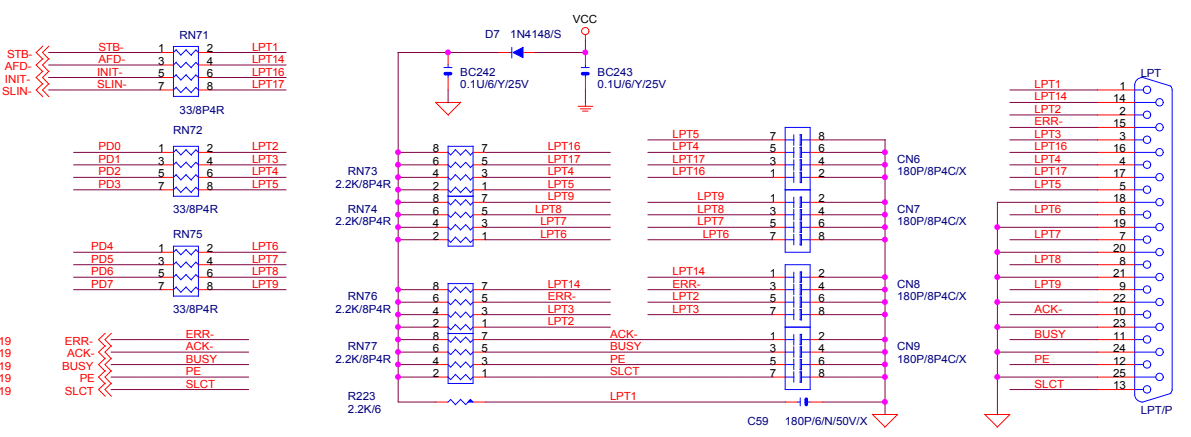 RN71
STB- STB- 1 2 LPT1
AFD- AFD- 3 4 LPT14
INIT- INIT- 5 6 LPT16
SLIN- SLIN- 7 8 LPT17
33/8P4R
RN72
PD0 1 2 LPT2
PD1 3 4 LPT3
PD2 5 6 LPT4
PD3 7 8 LPT5
33/8P4R
RN75
PD4 1 2 LPT6
PD5 3 4 LPT7
PD6 5 6 LPT8
PD7 7 8 LPT9
33/8P4R
19 ERR- ERR-
19 ACK- ACK-
19 BUSY BUSY
19 PE PE
19 SLCT SLCT
VCC
D7 1N4148/S
BC242
0.1U/6/Y/25V
BC243
0.1U/6/Y/25V
RN73
2.2K/8P4R
8 7 LPT16
6 5 LPT17
4 3 LPT4
2 1 LPT5
RN74
2.2K/8P4R
8 7 LPT9
6 5 LPT8
4 3 LPT7
2 1 LPT6
RN76
2.2K/8P4R
8 7 LPT14
6 5 ERR-
4 3 LPT3
2 1 LPT2
RN77
2.2K/8P4R
8 7 ACK- 1 2
6 5 BUSY 3 4
4 3 PE 5 6
2 1 SLCT 7 8
CN9
180P/8P4C/X
R223
2.2K/6
LPT1
C59 180P/6/N/50V/X
LPT5 7 8
LPT4 5 6
LPT17 3 4
LPT16 1 2
CN6
180P/8P4C/X
LPT9 1 2
LPT8 3 4
LPT7 5 6
LPT6 7 8
CN7
180P/8P4C/X
LPT14 1 2
ERR- 3 4
LPT2 5 6
LPT3 7 8
CN8
180P/8P4C/X
LPT
LPT1 1
LPT14 14
LPT2 2
ERR- 15
LPT3 3
LPT16 16
LPT4 4
LPT17 17
LPT5 5
18
LPT6 6
19
LPT7 7
20
LPT8 8
21
LPT9 9
22
ACK- 10
23
BUSY 11
24
PE 12
25
SLCT 13
LPT/P